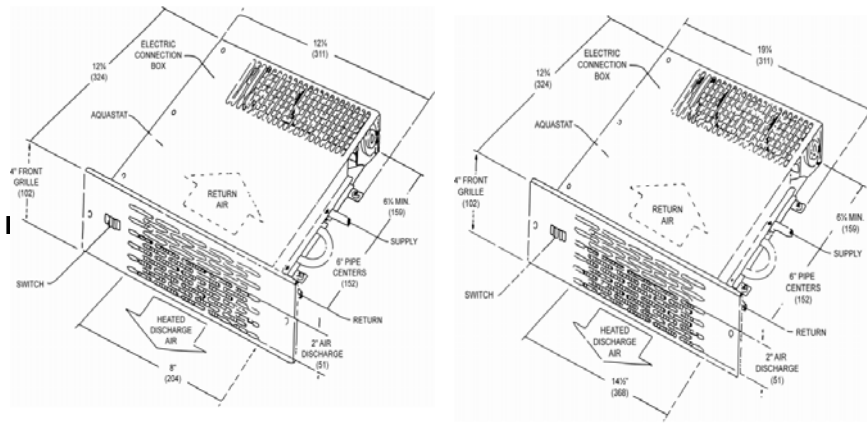 12¼
(311)
ELECTRIC
CONNECTION
BOX
12¾
(324)
AQUASTAT
4" FRONT
GRILLE
(102)
RETURN
AIR
6¼ MIN.
(159)
SUPPLY
6" PIPE
CENTERS
(152)
SWITCH
RETURN
HEATED
DISCHARGE
AIR
2" AIR
DISCHARGE
(51)
8"
(204)
19¼
(311)
ELECTRIC
CONNECTION
BOX
12¾
(324)
AQUASTAT
4" FRONT
GRILLE
(102)
RETURN
AIR
6¼ MIN.
(159)
SUPPLY
6" PIPE
CENTERS
(152)
SWITCH
RETURN
HEATED
DISCHARGE
AIR
2" AIR
DISCHARGE
(51)
14½"
(368)